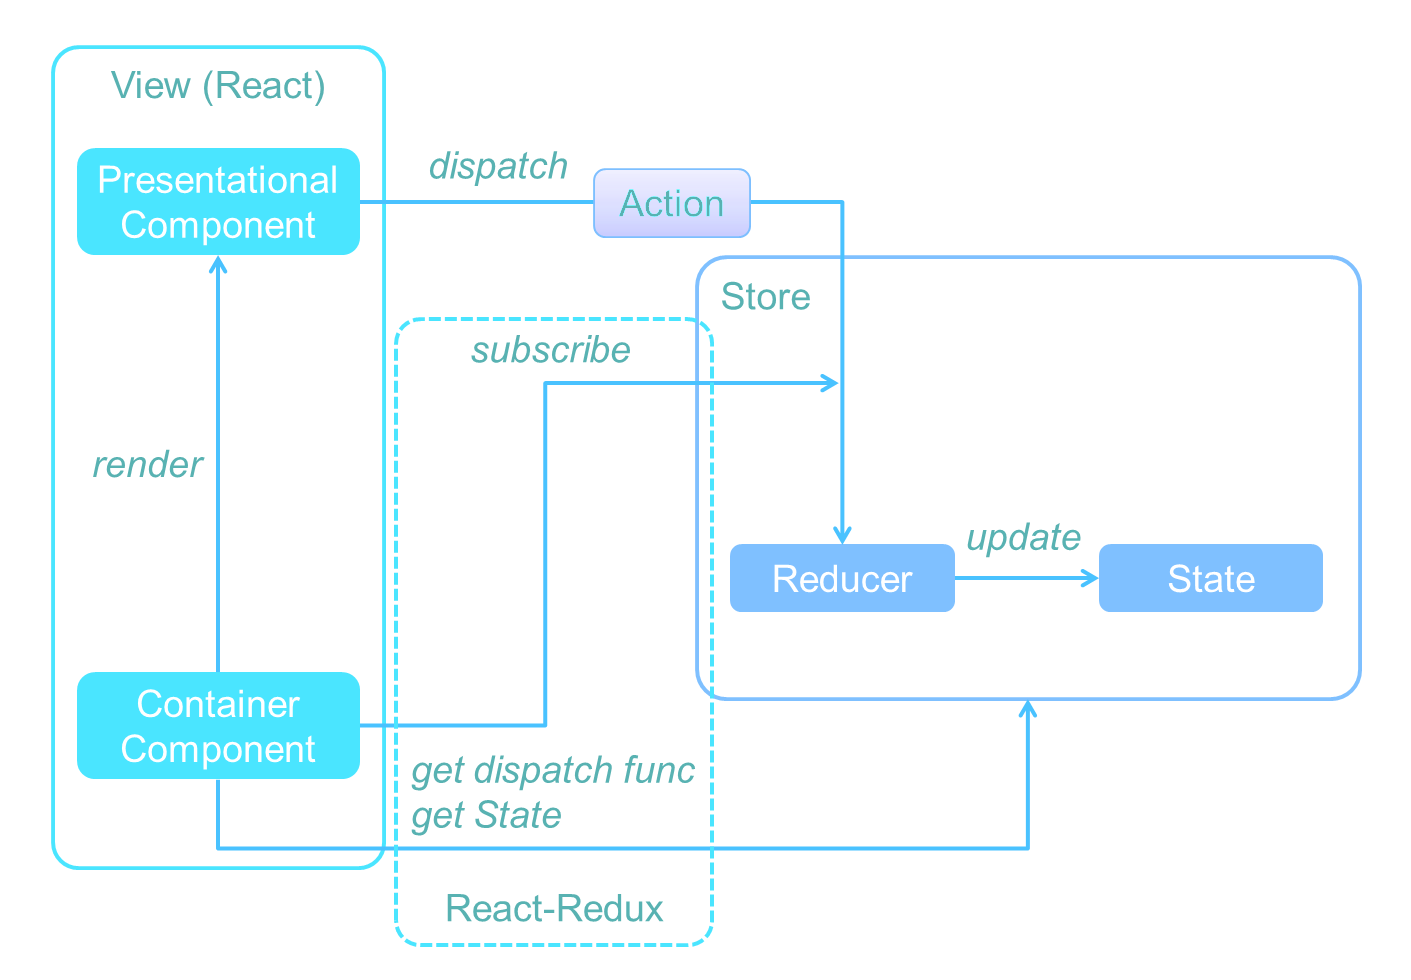 View (React)
Presentational
Component
dispatch
Action
Store
subscribe
render
update
Reducer
State
Container
Component
get dispatch func
get State
React-Redux